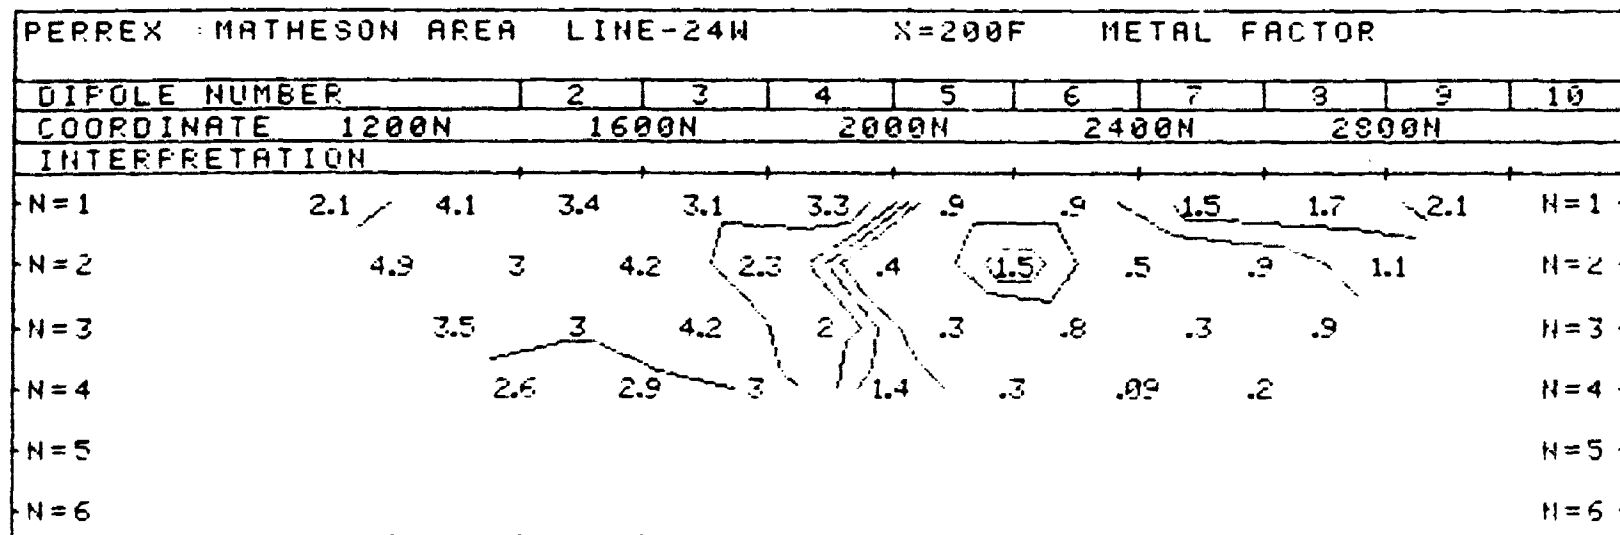 PERREX MATHESON AREA LINE-24W X=200F METAL FACTOR
DIPOLE NUMBER 2 3 4 5 6 7 8 9 10
COORDINATE 1200N 1600N 2000N 2400N 2800N
INTERPRETATION
N=1 2.1 4.1 3.4 3.1 3.3 .9 .9 1.5 1.7 2.1 N=1
N=2 4.9 3 4.2 2.3 .4 1.5 .5 .9 1.1 N=2
N=3 3.5 3 4.2 2 .3 .8 .3 .9 N=3
N=4 2.6 2.9 3 1.4 .3 .09 .2 N=4
N=5 N=5
N=6 N=6